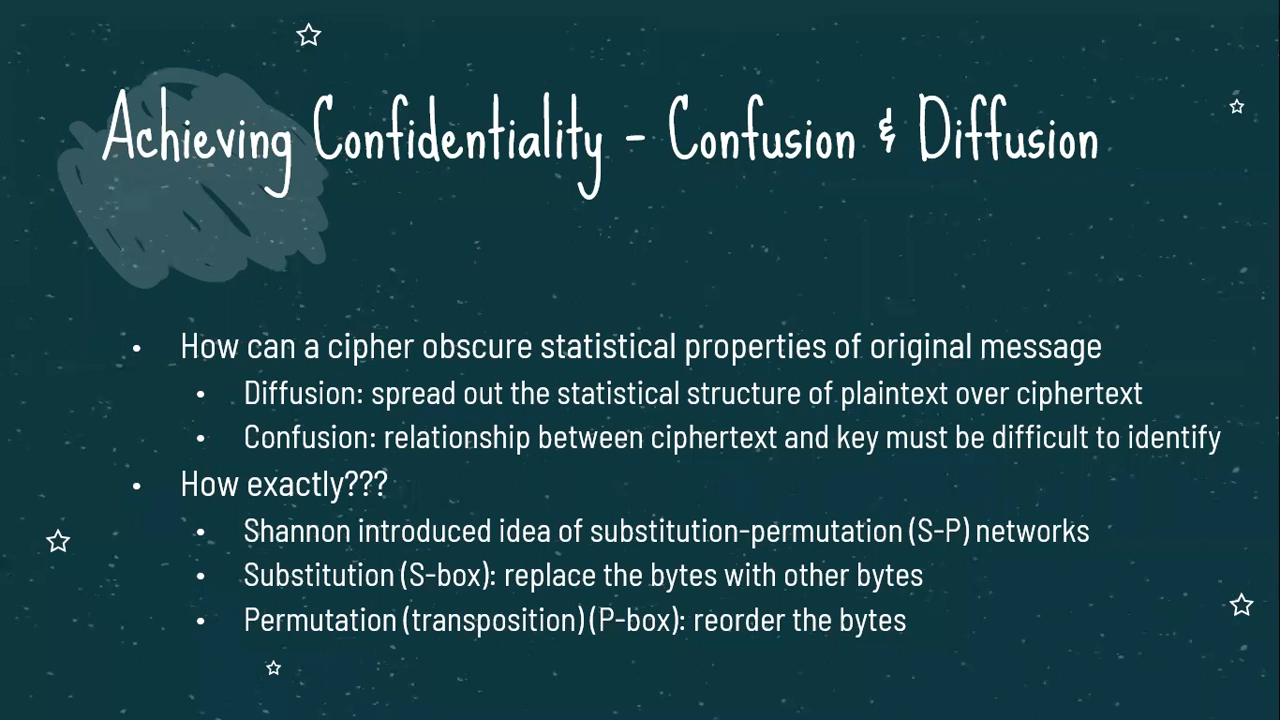 Achieving Confidentiality - Confusion & Diffusion
• How can a cipher obscure statistical properties of original message
• Diffusion: spread out the statistical structure of plaintext over ciphertext
• Confusion: relationship between ciphertext and key must be difficult to identify
• How exactly???
• Shannon introduced idea of substitution-permutation (S-P) networks
• Substitution (S-box): replace the bytes with other bytes
• Permutation (transposition) (P-box): reorder the bytes